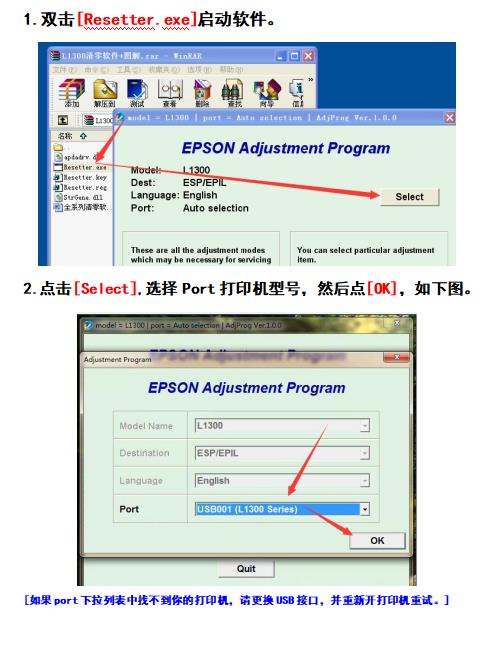 1.双击[Resetter.exe]启动软件。
L1300清零软件+图解.rar - WinRAR
文件(F) 命令(C) 工具(S) 收藏夹(O) 选项(N) 帮助(H)
添加 解压到 测试 查看 删除 查找 向导 信息
L1300
model = L1300 | port = Auto selection | AdjProg Ver.1.0.0
名称
apdadrv.d
Resetter.exe
Resetter.key
Resetter.reg
StrGene.dll
全系列清零软
EPSON Adjustment Program
Model: L1300
Dest: ESP/EPIL
Language: English
Port: Auto selection
Select
These are all the adjustment modes
which may be necessary for servicing
You can select particular adjustment
item.
2.点击[Select],选择 Port 打印机型号，然后点[OK]，如下图。
model = L1300 | port = Auto selection | AdjProg Ver.1.0.0
EPSON Adjustment Program
Adjustment Program
EPSON Adjustment Program
Model Name L1300
Destination ESP/EPIL
Language English
Port USB001 (L1300 Series)
OK
Quit
[如果 port 下拉列表中找不到你的打印机，请更换 USB 接口，并重新开打印机重试。]